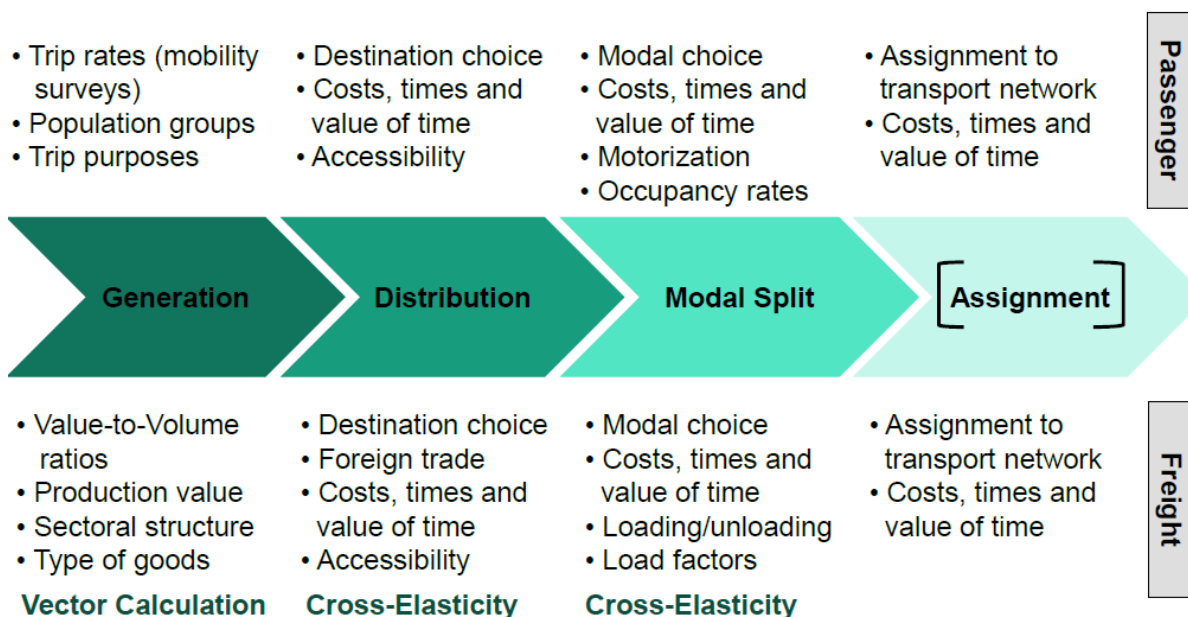 • Trip rates (mobility
surveys)
• Population groups
• Trip purposes
• Destination choice
• Costs, times and
value of time
• Accessibility
• Modal choice
• Costs, times and
value of time
• Motorization
• Occupancy rates
• Assignment to
transport network
• Costs, times and
value of time
Passenger
Generation
Distribution
Modal Split
[Assignment]
• Value-to-Volume
ratios
• Production value
• Sectoral structure
• Type of goods
Vector Calculation
• Destination choice
• Foreign trade
• Costs, times and
value of time
• Accessibility
Cross-Elasticity
• Modal choice
• Costs, times and
value of time
• Loading/unloading
• Load factors
Cross-Elasticity
• Assignment to
transport network
• Costs, times and
value of time
Freight